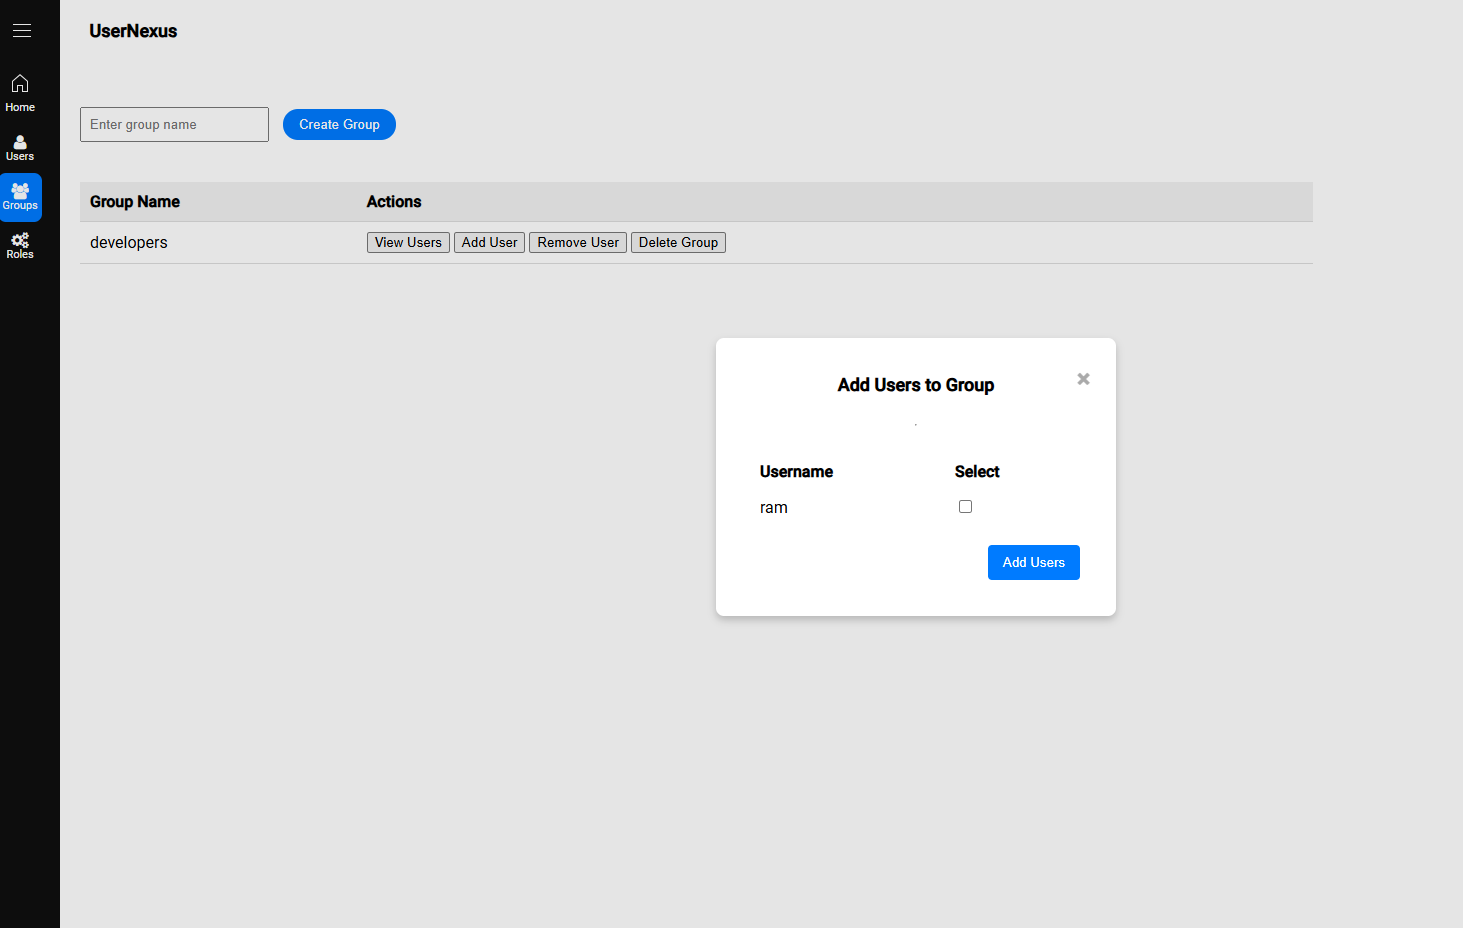 UserNexus
Home
Users
Groups
Roles
Enter group name
Create Group
Group Name Actions
developers View Users Add User Remove User Delete Group
Add Users to Group
Username Select
ram
Add Users